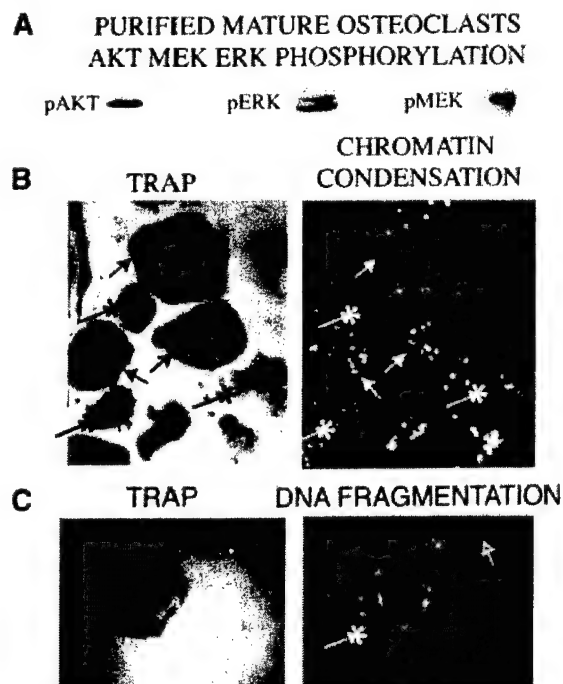 A PURIFIED MATURE OSTEOCLASTS
AKT MEK ERK PHOSPHORYLATION
pAKT pERK pMEK
B TRAP CHROMATIN
CONDENSATION
C TRAP DNA FRAGMENTATION